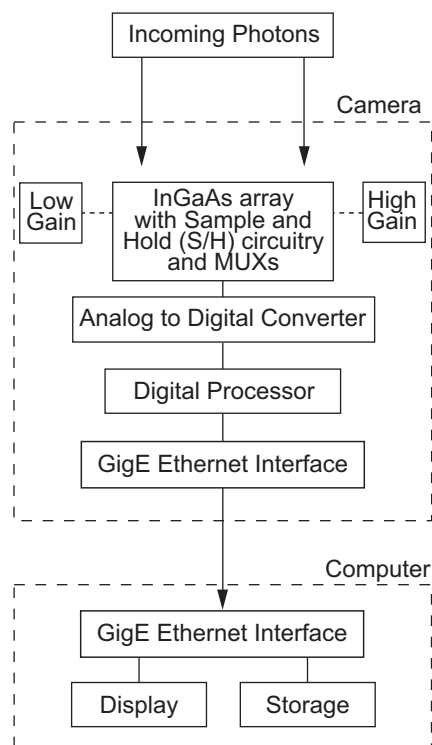 Incoming Photons
Camera
Low
Gain
InGaAs array
with Sample and
Hold (S/H) circuitry
and MUXs
High
Gain
Analog to Digital Converter
Digital Processor
GigE Ethernet Interface
Computer
GigE Ethernet Interface
Display
Storage